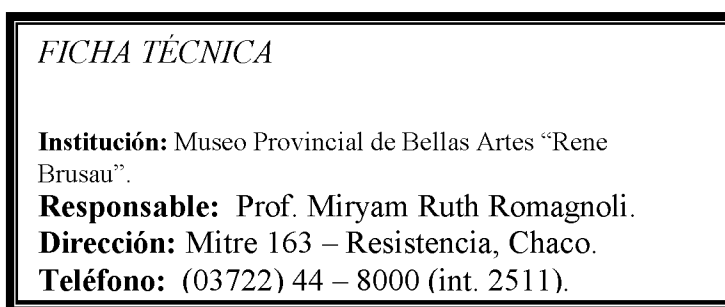 FICHA TÉCNICA
Institución: Museo Provincial de Bellas Artes “Rene
Brusau”.
Responsable: Prof. Miryam Ruth Romagnoli.
Dirección: Mitre 163 – Resistencia, Chaco.
Teléfono: (03722) 44 – 8000 (int. 2511).